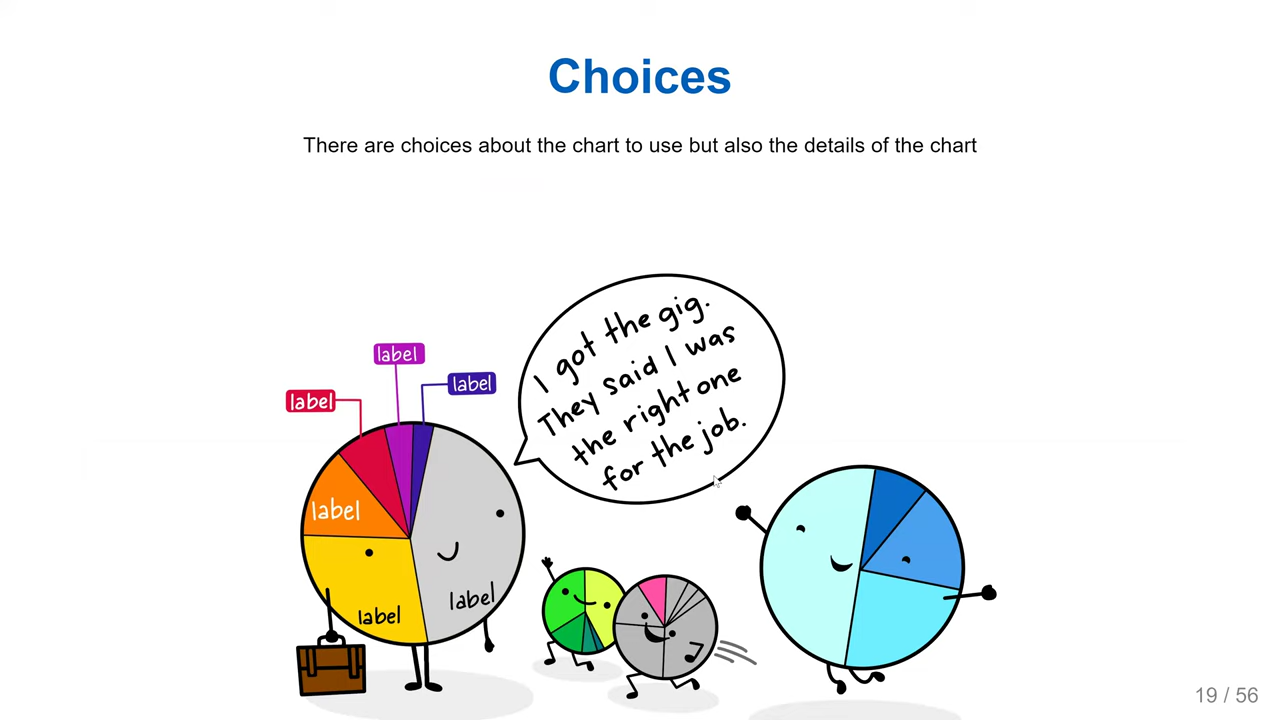 Choices
There are choices about the chart to use but also the details of the chart
I got the gig.
They said I was
the right one
for the job.
label
label
label
label
label
label
19 / 56